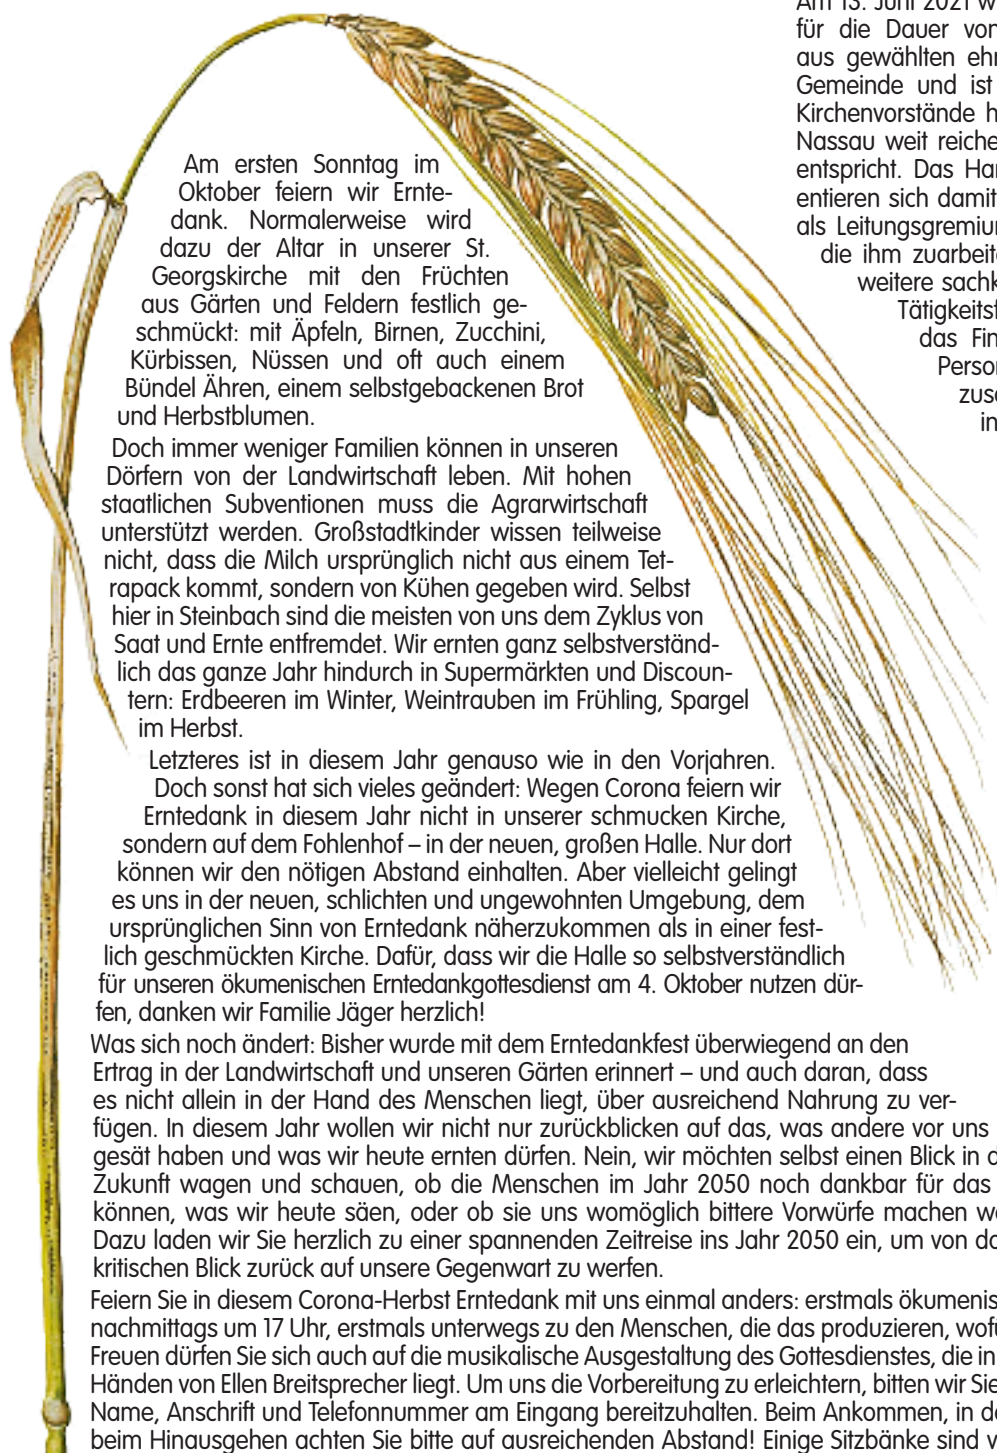 Am ersten Sonntag im
Oktober feiern wir Ernte-
dank. Normalerweise wird
dazu der Altar in unserer St.
Georgskirche mit den Früchten
aus Gärten und Feldern festlich ge-
schmückt: mit Äpfeln, Birnen, Zucchini,
Kürbissen, Nüssen und oft auch einem
Bündel Ähren, einem selbstgebackenen Brot
und Herbstblumen.
Doch immer weniger Familien können in unseren
Dörfern von der Landwirtschaft leben. Mit hohen
staatlichen Subventionen muss die Agrarwirtschaft
unterstützt werden. Großstadtkinder wissen teilweise
nicht, dass die Milch ursprünglich nicht aus einem Tet-
rapack kommt, sondern von Kühen gegeben wird. Selbst
hier in Steinbach sind die meisten von uns dem Zyklus von
Saat und Ernte entfremdet. Wir ernten ganz selbstverständ-
lich das ganze Jahr hindurch in Supermärkten und Discoun-
tern: Erdbeeren im Winter, Weintrauben im Frühling, Spargel
im Herbst.
Letzteres ist in diesem Jahr genauso wie in den Vorjahren.
Doch sonst hat sich vieles geändert: Wegen Corona feiern wir
Erntedank in diesem Jahr nicht in unserer schmucken Kirche,
sondern auf dem Fohlenhof – in der neuen, großen Halle. Nur dort
können wir den nötigen Abstand einhalten. Aber vielleicht gelingt
es uns in der neuen, schlichten und ungewohnten Umgebung, dem
ursprünglichen Sinn von Erntedank näherzukommen als in einer fest-
lich geschmückten Kirche. Dafür, dass wir die Halle so selbstverständlich
für unseren ökumenischen Erntedankgottesdienst am 4. Oktober nutzen dür-
fen, danken wir Familie Jäger herzlich!
Was sich noch ändert: Bisher wurde mit dem Erntedankfest überwiegend an den
Ertrag in der Landwirtschaft und unseren Gärten erinnert – und auch daran, dass
es nicht allein in der Hand des Menschen liegt, über ausreichend Nahrung zu ver-
fügen. In diesem Jahr wollen wir nicht nur zurückblicken auf das, was andere vor uns
gesät haben und was wir heute ernten dürfen. Nein, wir möchten selbst einen Blick in
Zukunft wagen und schauen, ob die Menschen im Jahr 2050 noch dankbar für das
können, was wir heute säen, oder ob sie uns womöglich bittere Vorwürfe machen
Dazu laden wir Sie herzlich zu einer spannenden Zeitreise ins Jahr 2050 ein, um von
kritischen Blick zurück auf unsere Gegenwart zu werfen.
Feiern Sie in diesem Corona-Herbst Erntedank mit uns einmal anders: erstmals
nachmittags um 17 Uhr, erstmals unterwegs zu den Menschen, die das produzieren,
Freuen dürfen Sie sich auch auf die musikalische Ausgestaltung des Gottesdienstes, die in
Händen von Ellen Breitsprecher liegt. Um uns die Vorbereitung zu erleichtern, bitten wir Sie
Name, Anschrift und Telefonnummer am Eingang bereitzuhalten. Beim Ankommen, in
beim Hinausgehen achten Sie bitte auf ausreichenden Abstand! Einige Sitzbänke sind
Am 13. Juni 2021
für die Dauer von
aus gewählten
Gemeinde und ist
Kirchenvorstände
Nassau weit
entspricht. Das
entieren sich damit
als
die ihm
weitere
das
in